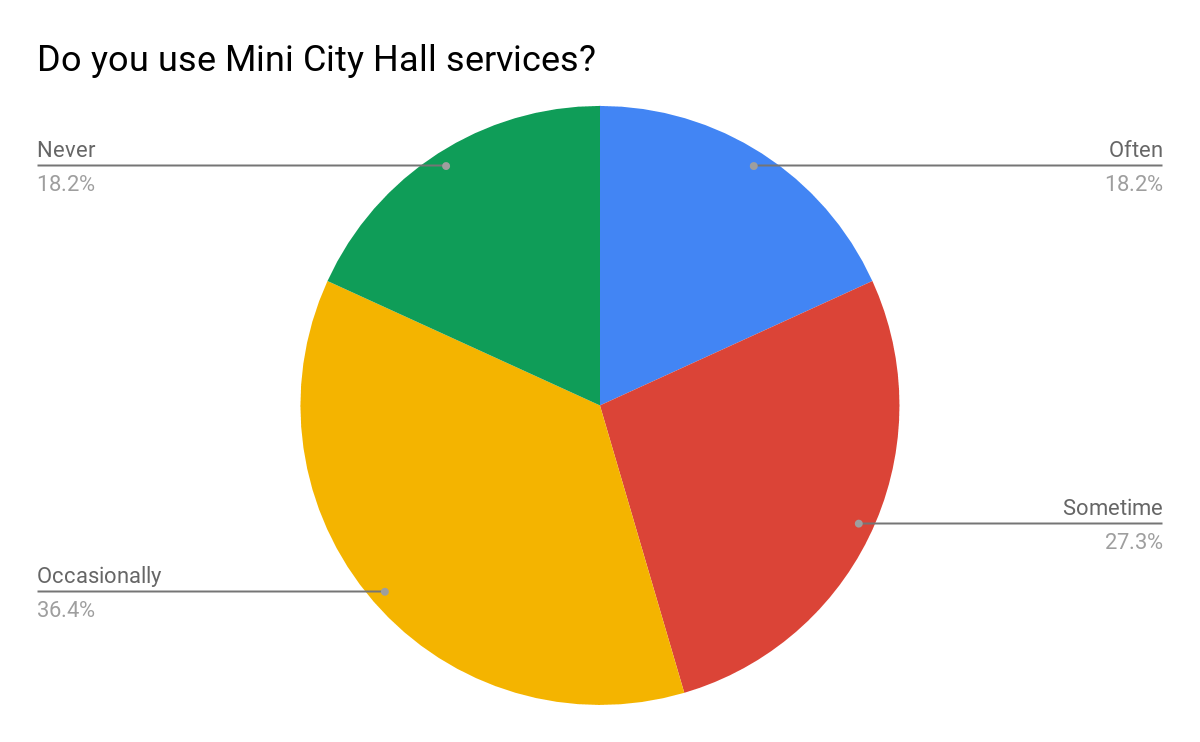 Do you use Mini City Hall services?
Never
18.2%
Often
18.2%
Sometime
27.3%
Occasionally
36.4%